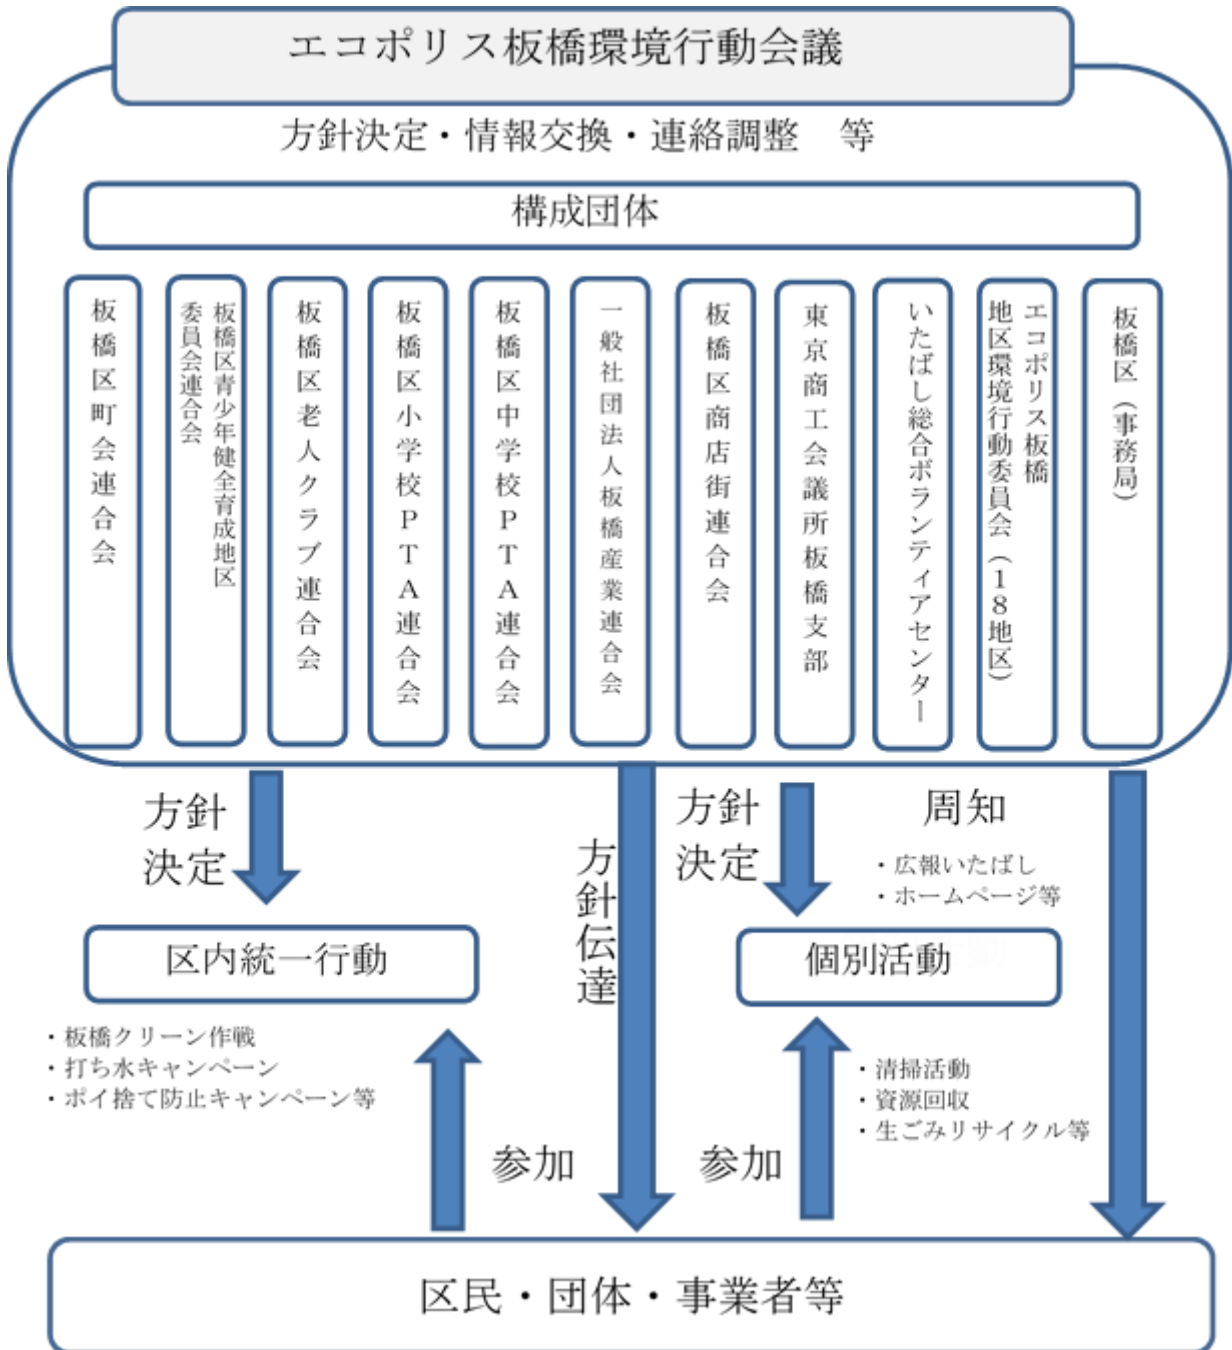 エコポリス板橋環境行動会議
方針決定・情報交換・連絡調整　等
構成団体
板橋区町会連合会
板橋区青少年健全育成地区
委員会連合会
板橋区老人クラブ連合会
板橋区小学校ＰＴＡ連合会
板橋区中学校ＰＴＡ連合会
一般社団法人板橋産業連合会
板橋区商店街連合会
東京商工会議所板橋支部
いたばし総合ボランティアセンター
エコポリス板橋
地区環境行動委員会（１８地区）
板橋区（事務局）
方針
決定
方針伝達
方針
決定
周知
・広報いたばし
・ホームページ等
区内統一行動
個別活動
・板橋クリーン作戦
・打ち水キャンペーン
・ポイ捨て防止キャンペーン等
・清掃活動
・資源回収
・生ごみリサイクル等
参加
参加
区民・団体・事業者等